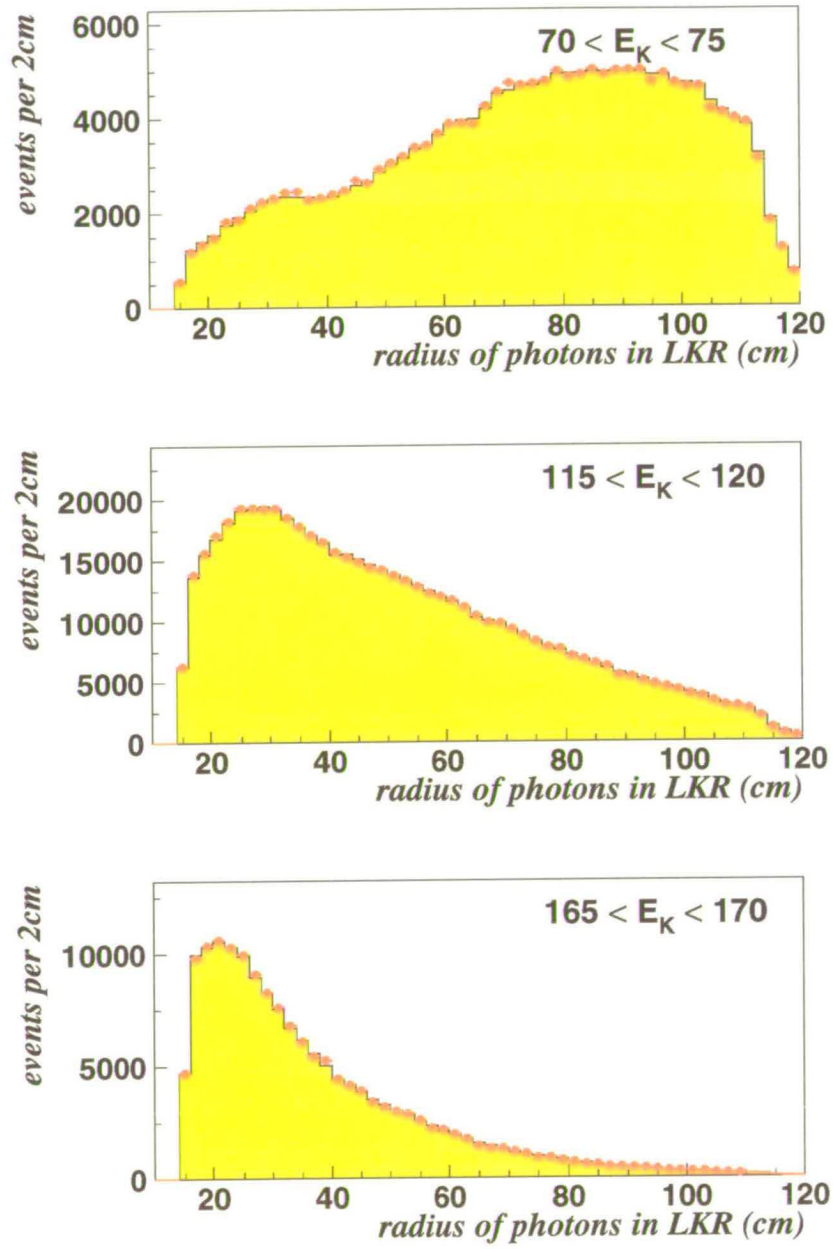 events per 2cm
6000
4000
2000
0
70 < E_K < 75
20 40 60 80 100 120
radius of photons in LKR (cm)
events per 2cm
20000
15000
10000
5000
0
115 < E_K < 120
20 40 60 80 100 120
radius of photons in LKR (cm)
events per 2cm
10000
5000
0
165 < E_K < 170
20 40 60 80 100 120
radius of photons in LKR (cm)